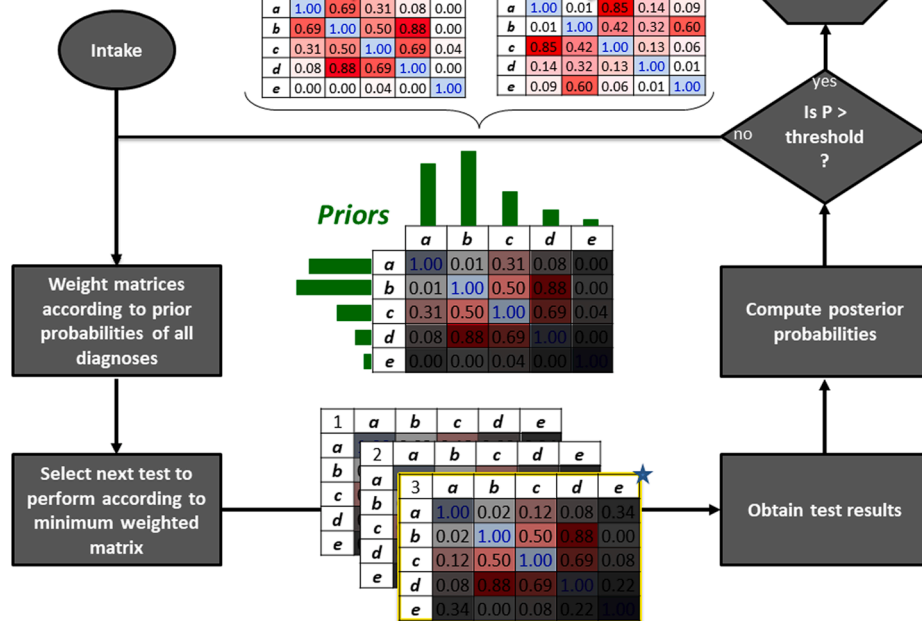 a 1.00 0.69 0.31 0.08 0.00
b 0.69 1.00 0.50 0.88 0.00
c 0.31 0.50 1.00 0.69 0.04
d 0.08 0.88 0.69 1.00 0.00
e 0.00 0.00 0.04 0.00 1.00
a 1.00 0.01 0.85 0.14 0.09
b 0.01 1.00 0.42 0.32 0.60
c 0.85 0.42 1.00 0.13 0.06
d 0.14 0.32 0.13 1.00 0.01
e 0.09 0.60 0.06 0.01 1.00
Intake
yes
Is P >
threshold
?
no
Priors
a b c d e
a 1.00 0.01 0.31 0.08 0.00
b 0.01 1.00 0.50 0.88 0.00
c 0.31 0.50 1.00 0.69 0.04
d 0.08 0.88 0.69 1.00 0.00
e 0.00 0.00 0.04 0.00 1.00
Weight matrices
according to prior
probabilities of all
diagnoses
Compute posterior
probabilities
Select next test to
perform according to
minimum weighted
matrix
1 a b c d e
a
b
c
d
e
2 a b c d e
a
b
c
d
e
3 a b c d e
a 1.00 0.02 0.12 0.08 0.34
b 0.02 1.00 0.50 0.88 0.00
c 0.12 0.50 1.00 0.69 0.08
d 0.08 0.88 0.69 1.00 0.22
e 0.34 0.00 0.08 0.22 1.00
Obtain test results